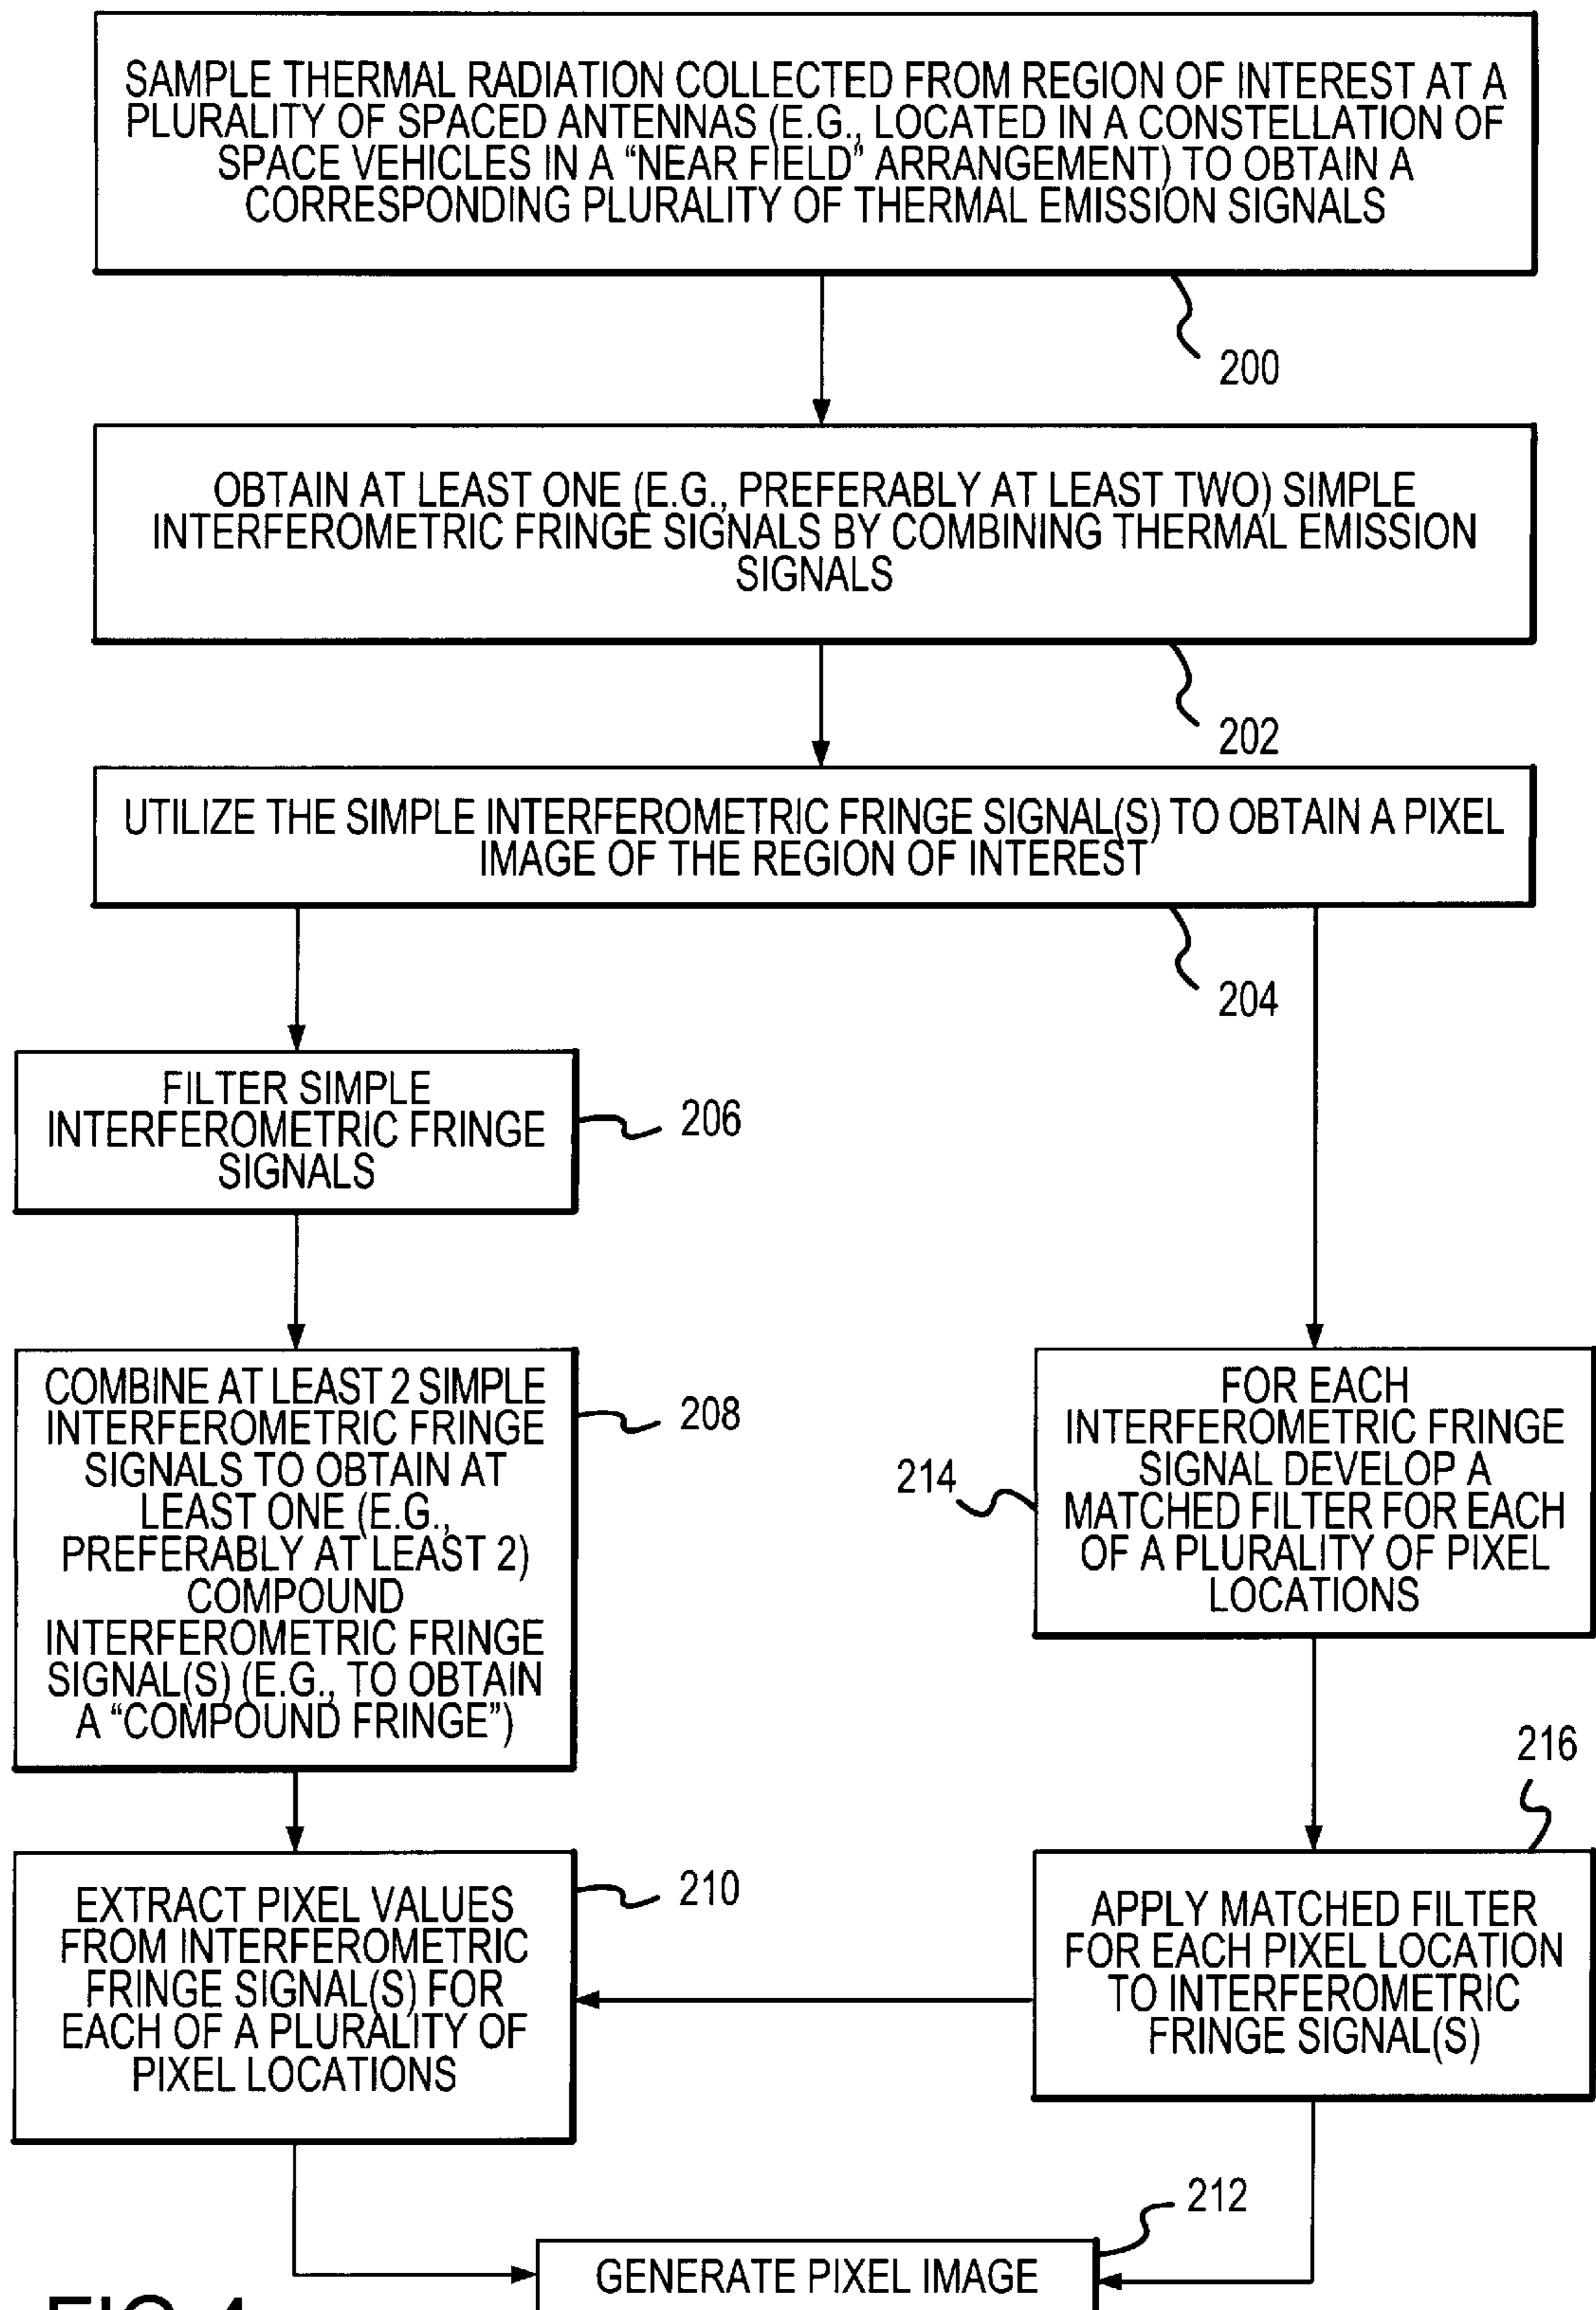 SAMPLE THERMAL RADIATION COLLECTED FROM REGION OF INTEREST AT A
PLURALITY OF SPACED ANTENNAS (E.G., LOCATED IN A CONSTELLATION OF
SPACE VEHICLES IN A “NEAR FIELD” ARRANGEMENT) TO OBTAIN A
CORRESPONDING PLURALITY OF THERMAL EMISSION SIGNALS
200
OBTAIN AT LEAST ONE (E.G., PREFERABLY AT LEAST TWO) SIMPLE
INTERFEROMETRIC FRINGE SIGNALS BY COMBINING THERMAL EMISSION
SIGNALS
202
UTILIZE THE SIMPLE INTERFEROMETRIC FRINGE SIGNAL(S) TO OBTAIN A PIXEL
IMAGE OF THE REGION OF INTEREST
204
FILTER SIMPLE
INTERFEROMETRIC FRINGE
SIGNALS
206
COMBINE AT LEAST 2 SIMPLE
INTERFEROMETRIC FRINGE
SIGNALS TO OBTAIN AT
LEAST ONE (E.G.,
PREFERABLY AT LEAST 2)
COMPOUND
INTERFEROMETRIC FRINGE
SIGNAL(S) (E.G., TO OBTAIN
A “COMPOUND FRINGE”)
208
FOR EACH
INTERFEROMETRIC FRINGE
SIGNAL DEVELOP A
MATCHED FILTER FOR EACH
OF A PLURALITY OF PIXEL
LOCATIONS
214
216
EXTRACT PIXEL VALUES
FROM INTERFEROMETRIC
FRINGE SIGNAL(S) FOR
EACH OF A PLURALITY OF
PIXEL LOCATIONS
210
APPLY MATCHED FILTER
FOR EACH PIXEL LOCATION
TO INTERFEROMETRIC
FRINGE SIGNAL(S)
212
GENERATE PIXEL IMAGE